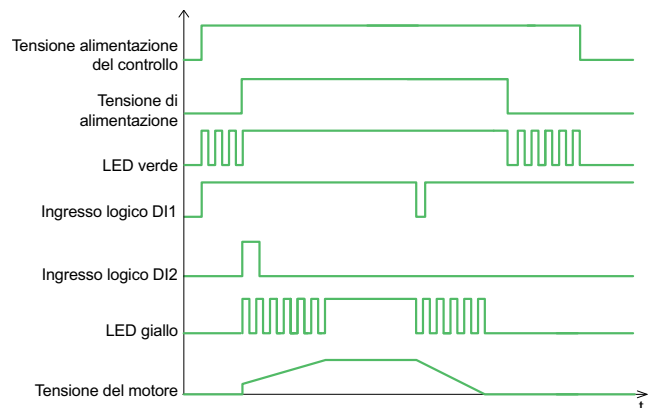 Tensione alimentazione
del controllo
Tensione di
alimentazione
LED verde
Ingresso logico DI1
Ingresso logico DI2
LED giallo
Tensione del motore
t